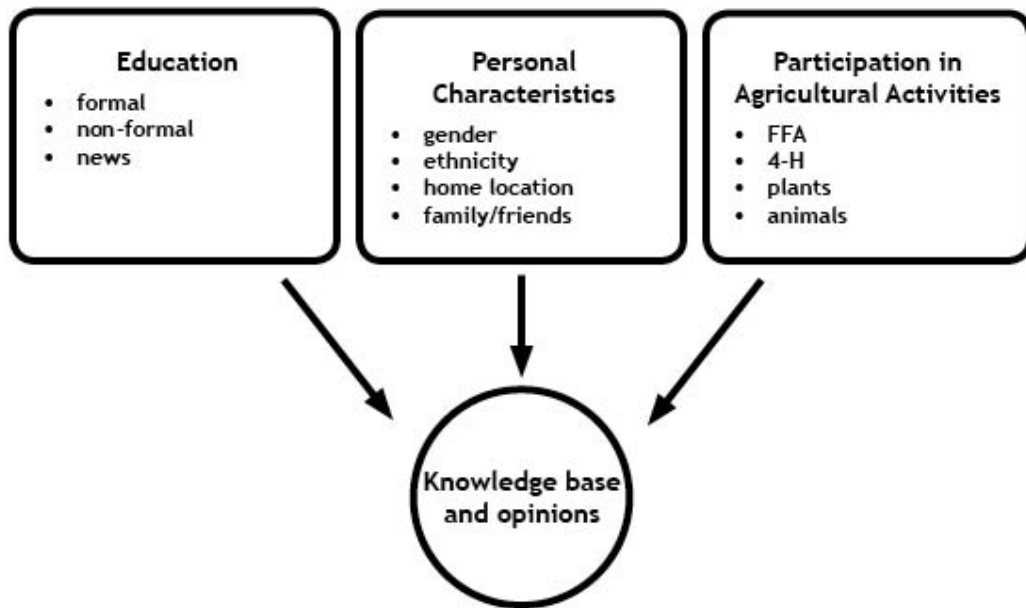 Education
• formal
• non-formal
• news
Personal
Characteristics
• gender
• ethnicity
• home location
• family/friends
Participation in
Agricultural Activities
• FFA
• 4-H
• plants
• animals
Knowledge base
and opinions